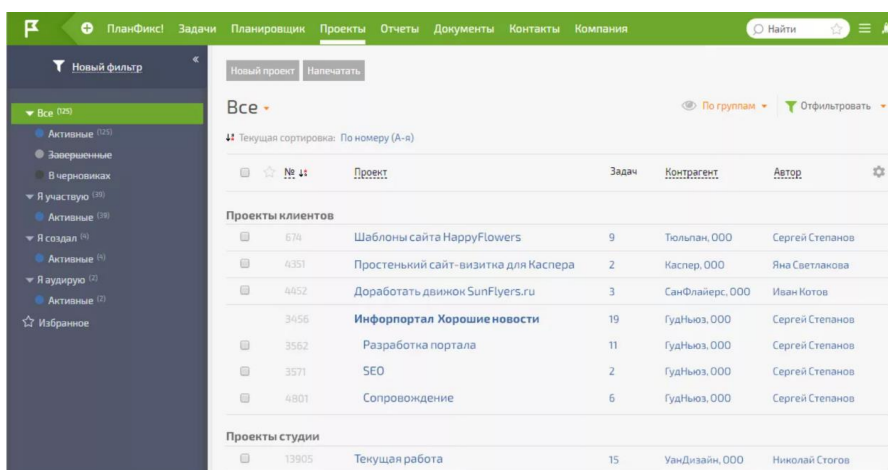 ПланФикс! Задачи Планировщик Проекты Отчеты Документы Контакты Компания Найти
Новый фильтр «
Новый проект Напечатать
Все (125)
Активные (125)
Завершенные
В черновиках
Я участвую (39)
Активные (39)
Я создал (4)
Активные (4)
Я аудирую (2)
Активные (2)
Избранное
Все
По группам Отфильтровать
Текущая сортировка: По номеру (А-я)
№ Проект Задач Контрагент Автор
Проекты клиентов
674 Шаблоны сайта HappyFlowers 9 Тюльпан, ООО Сергей Степанов
4351 Простенький сайт-визитка для Каспера 2 Каспер, ООО Яна Светлакова
4452 Доработать движок SunFlyers.ru 3 СанФлайерс, ООО Иван Котов
3456 Инфорпортал Хорошие новости 19 ГудНьюз, ООО Сергей Степанов
3562 Разработка портала 11 ГудНьюз, ООО Сергей Степанов
3571 SEO 2 ГудНьюз, ООО Сергей Степанов
4801 Сопровождение 6 ГудНьюз, ООО Сергей Степанов
Проекты студии
13905 Текущая работа 15 УанДизайн, ООО Николай Стогов